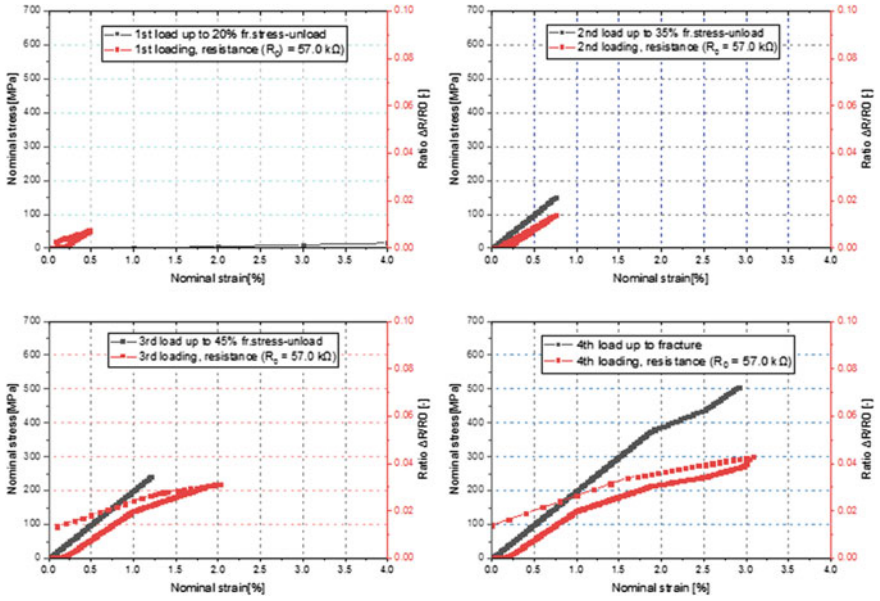 1st load up to 20% fr.stress-unload
1st loading, resistance (R₀) = 57.0 kΩ
Nominal stress[MPa]
700
600
500
400
300
200
100
0
0.0 0.5 1.0 1.5 2.0 2.5 3.0 3.5 4.0
Nominal strain[%]
0.10
0.08
0.06
0.04
0.02
0.00
Ratio ΔR/R0 [-]
2nd load up to 35% fr.stress-unload
2nd loading, resistance (R₀ = 57.0 kΩ)
Nominal stress[MPa]
700
600
500
400
300
200
100
0
0.0 0.5 1.0 1.5 2.0 2.5 3.0 3.5 4.0
Nominal strain[%]
0.10
0.08
0.06
0.04
0.02
0.00
Ratio ΔR/R0 [-]
3rd load up to 45% fr.stress-unload
3rd loading, resistance (R₀ = 57.0 kΩ)
Nominal stress[MPa]
700
600
500
400
300
200
100
0
0.0 0.5 1.0 1.5 2.0 2.5 3.0 3.5 4.0
Nominal strain[%]
0.10
0.08
0.06
0.04
0.02
0.00
Ratio ΔR/R0 [-]
4th load up to fracture
4th loading, resistance (R₀ = 57.0 kΩ)
Nominal stress[MPa]
700
600
500
400
300
200
100
0
0.0 0.5 1.0 1.5 2.0 2.5 3.0 3.5 4.0
Nominal strain [%]
0.10
0.08
0.06
0.04
0.02
0.00
Ratio ΔR/R0 [-]